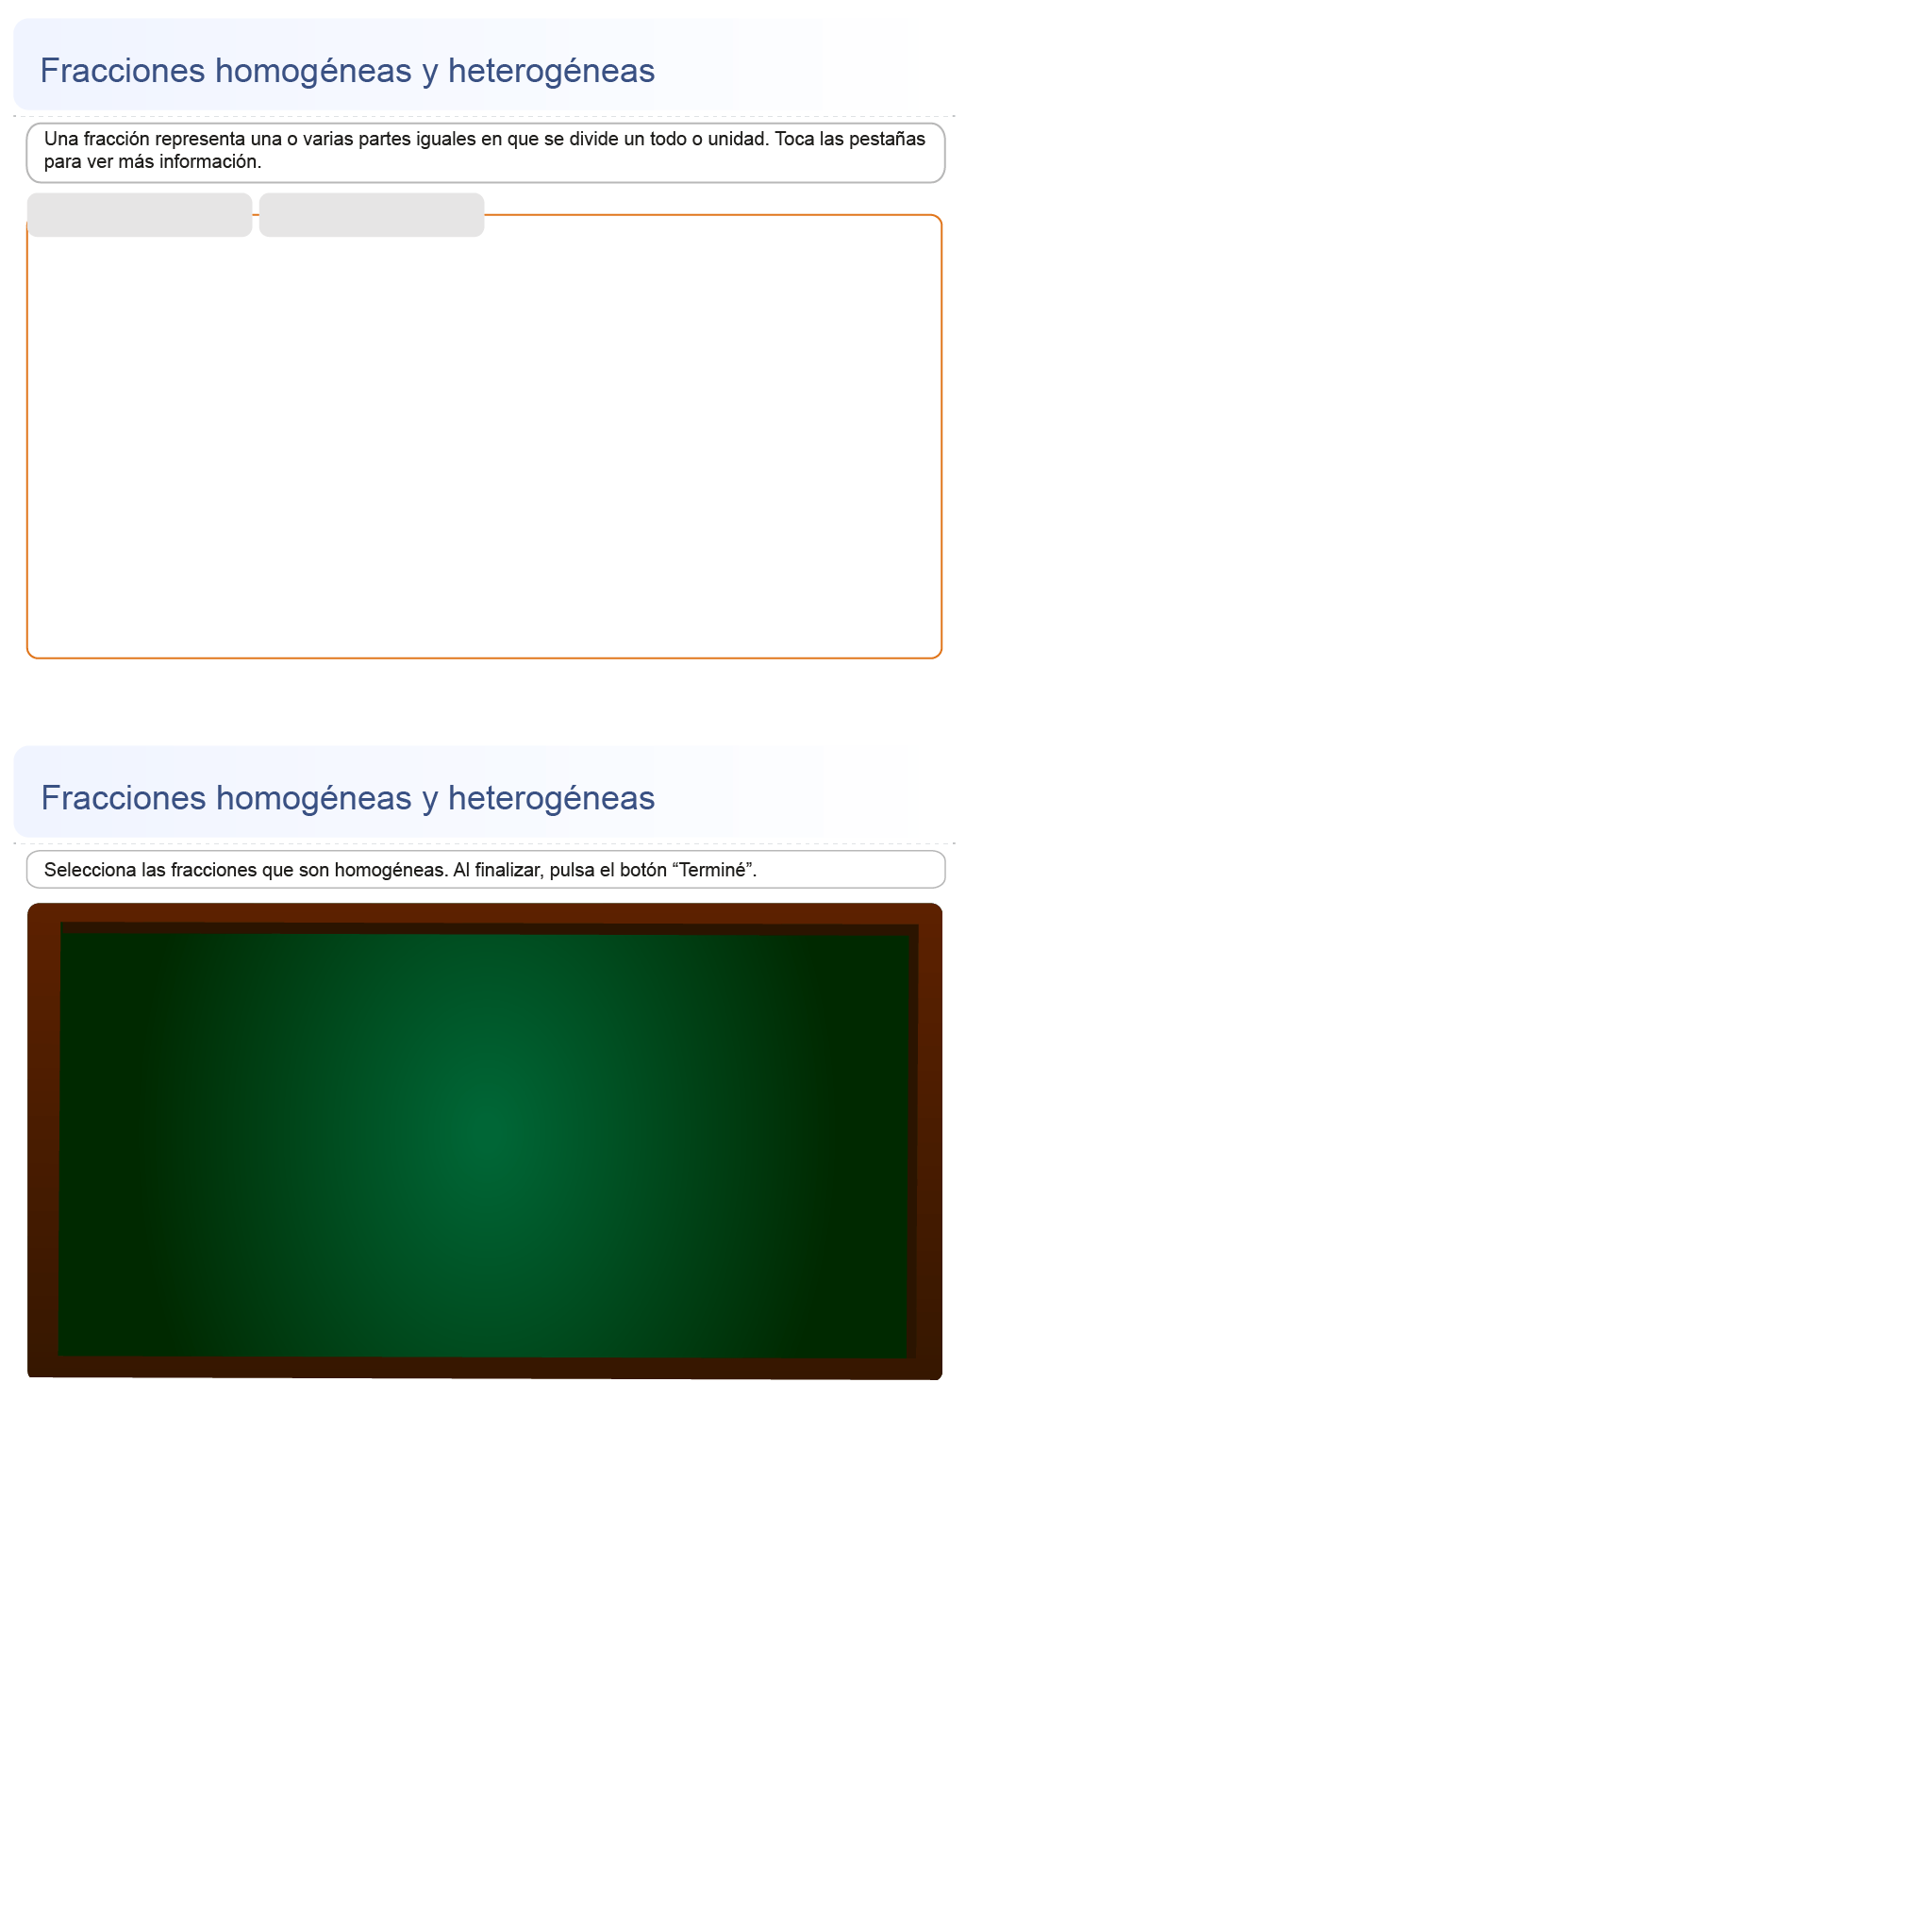 Fracciones homogéneas y heterogéneas
Una fracción representa una o varias partes iguales en que se divide un todo o unidad. Toca las pestañas
para ver más información.
Fracciones homogéneas y heterogéneas
Selecciona las fracciones que son homogéneas. Al finalizar, pulsa el botón “Terminé”.